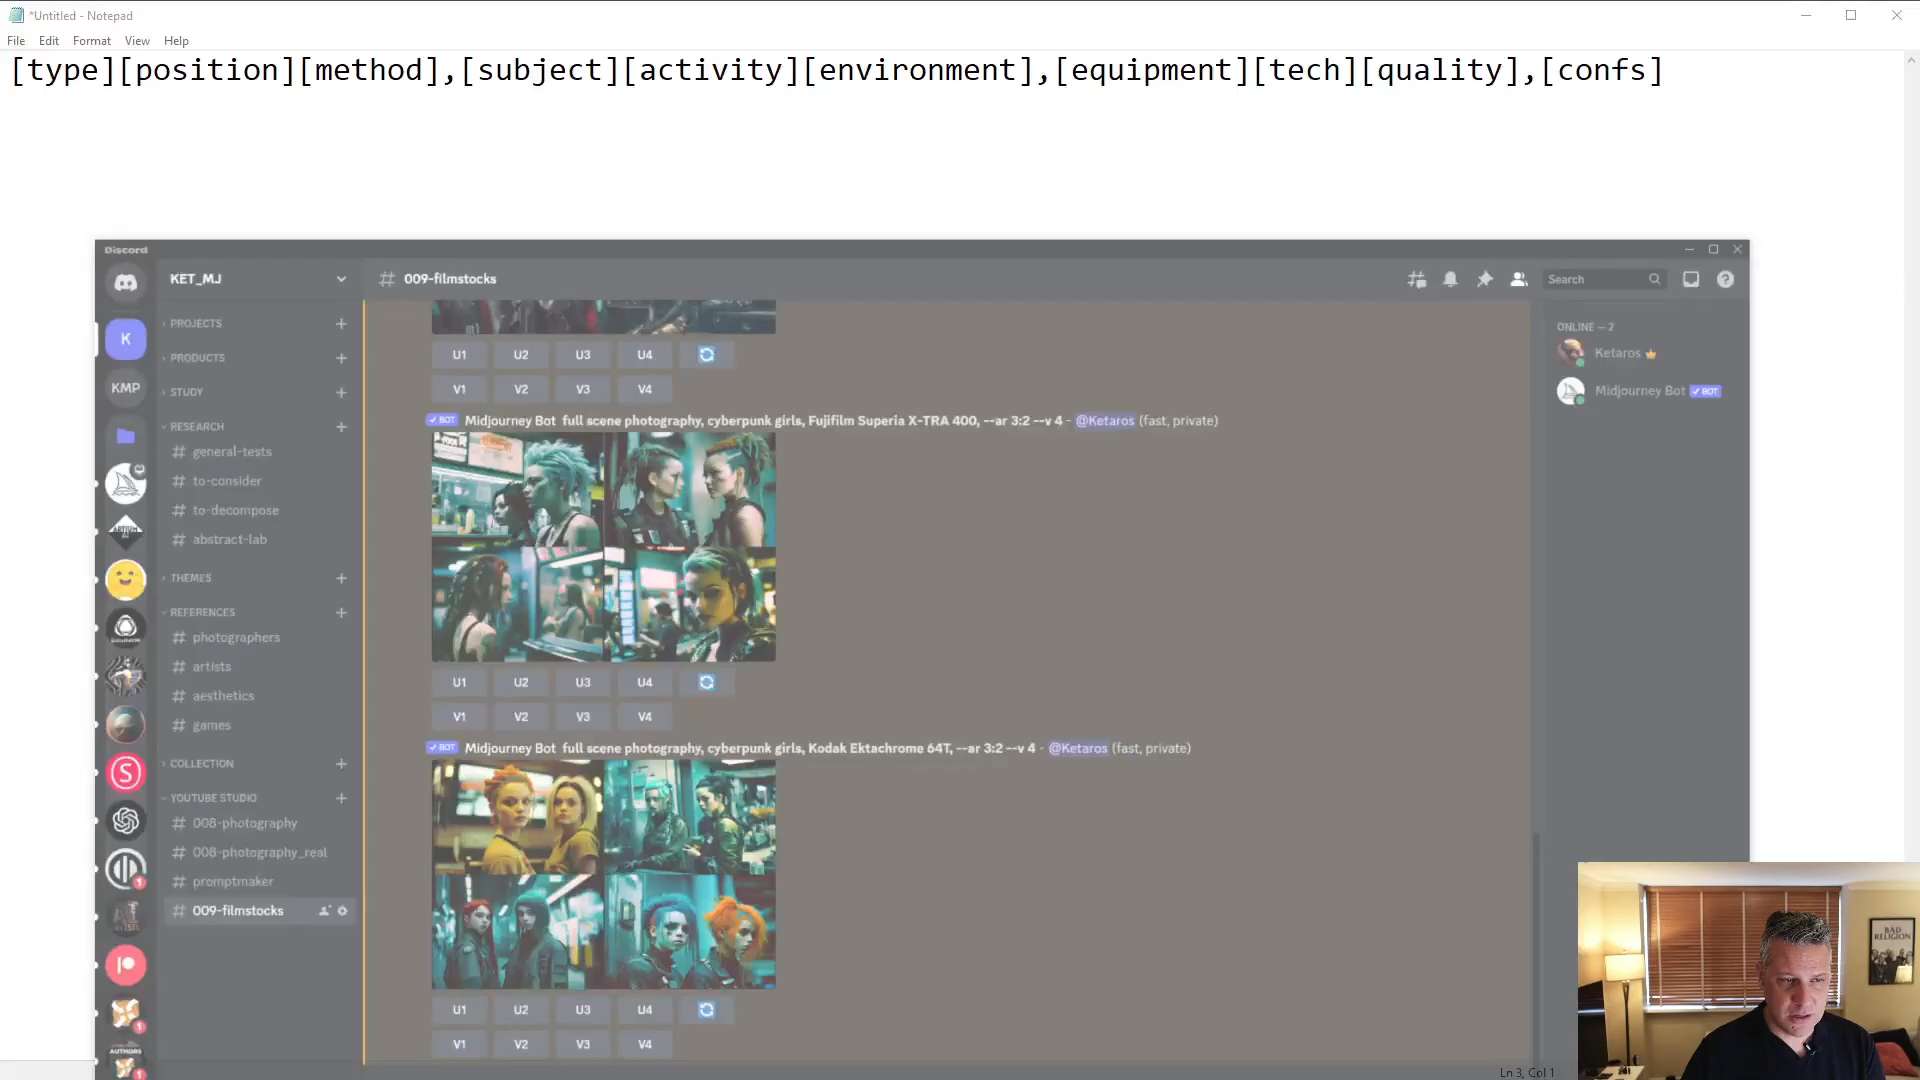 *Untitled - Notepad
File Edit Format View Help
[type][position][method],[subject][activity][environment],[equipment][tech][quality],[confs]
Discord
KET_MJ
009-filmstocks
Search
PROJECTS
PRODUCTS
STUDY
RESEARCH
general-tests
to-consider
to-decompose
abstract-lab
THEMES
REFERENCES
photographers
artists
aesthetics
games
COLLECTION
YOUTUBE STUDIO
008-photography
008-photography_real
promptmaker
009-filmstocks
K
KMP
S
1
1
AUTHORS
1
U1 U2 U3 U4
V1 V2 V3 V4
BOT Midjourney Bot full scene photography, cyberpunk girls, Fujifilm Superia X-TRA 400, --ar 3:2 --v 4 - @Ketaros (fast, private)
U1 U2 U3 U4
V1 V2 V3 V4
BOT Midjourney Bot full scene photography, cyberpunk girls, Kodak Ektachrome 64T, --ar 3:2 --v 4 - @Ketaros (fast, private)
U1 U2 U3 U4
V1 V2 V3 V4
ONLINE — 2
Ketaros
Midjourney Bot BOT
BAD
RELIGION
Ln 3, Col 1